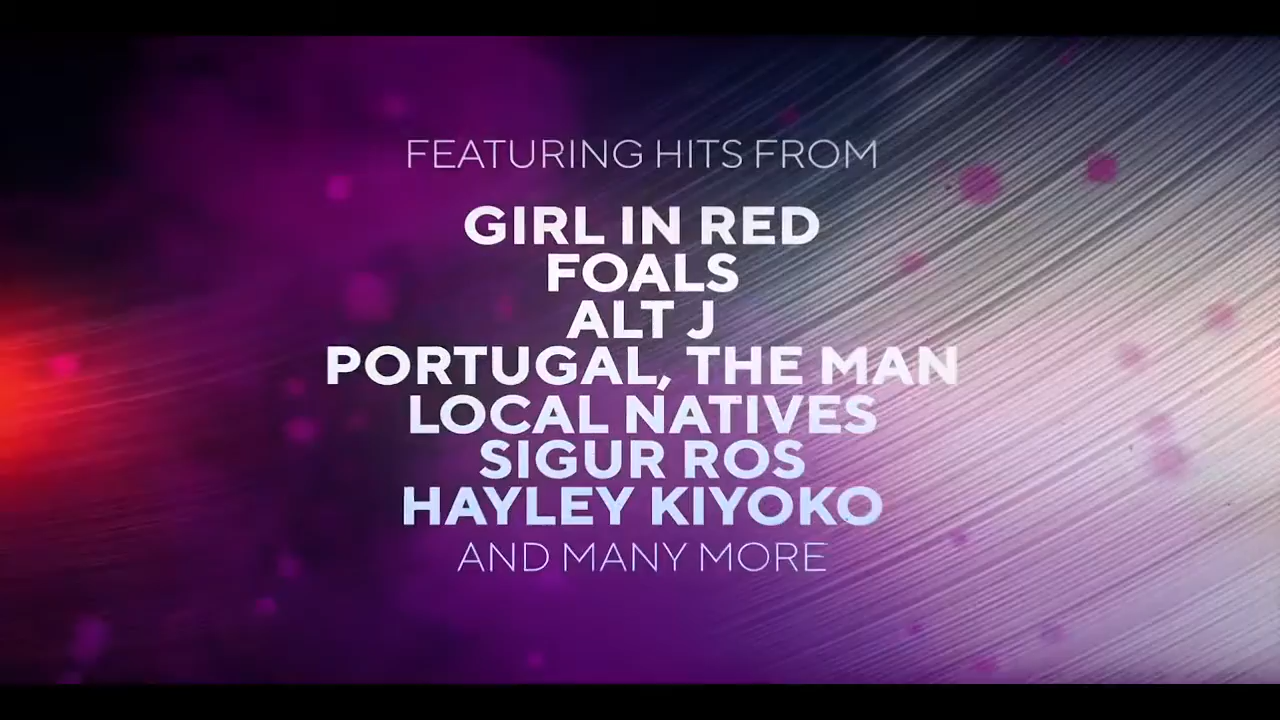 FEATURING HITS FROM
GIRL IN RED
FOALS
ALT J
PORTUGAL, THE MAN
LOCAL NATIVES
SIGUR ROS
HAYLEY KIYOKO
AND MANY MORE